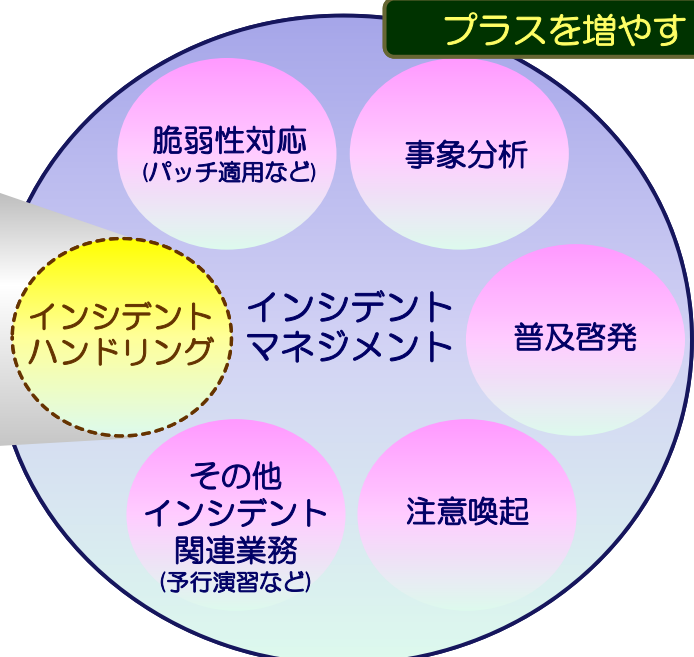 プラスを増やす
脆弱性対応
(パッチ適用など)
事象分析
インシデント
ハンドリング
インシデント
マネジメント
普及啓発
その他
インシデント
関連業務
(予行演習など)
注意喚起